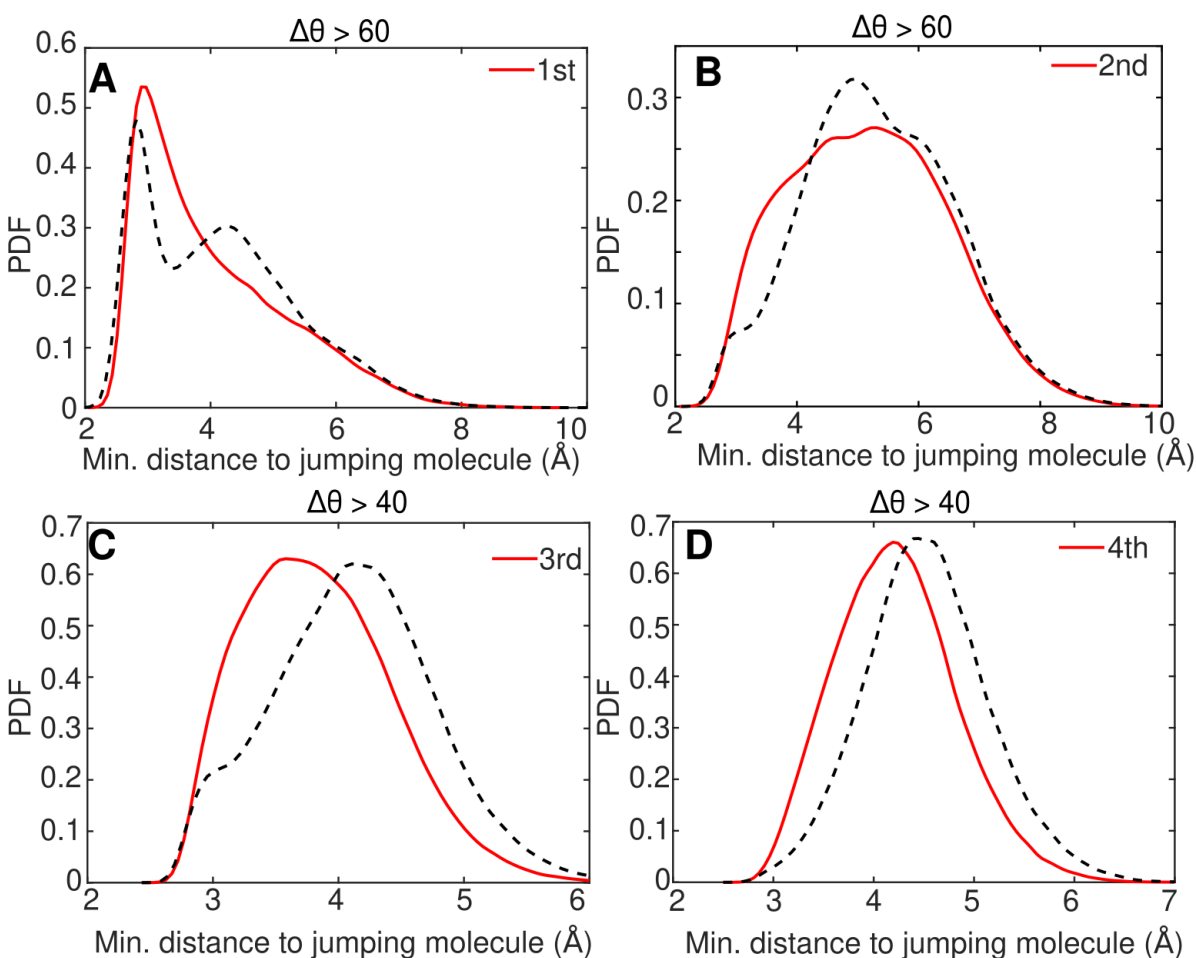 Δθ > 60
A
1st
0.6
0.5
0.4
0.3
0.2
0.1
0
PDF
2 4 6 8 10
Min. distance to jumping molecule (Å)
Δθ > 60
B
2nd
0.3
0.2
0.1
0
PDF
2 4 6 8 10
Min. distance to jumping molecule (Å)
Δθ > 40
C
3rd
0.7
0.6
0.5
0.4
0.3
0.2
0.1
0
PDF
2 3 4 5 6
Min. distance to jumping molecule (Å)
Δθ > 40
D
4th
0.7
0.6
0.5
0.4
0.3
0.2
0.1
0
PDF
2 3 4 5 6 7
Min. distance to jumping molecule (Å)